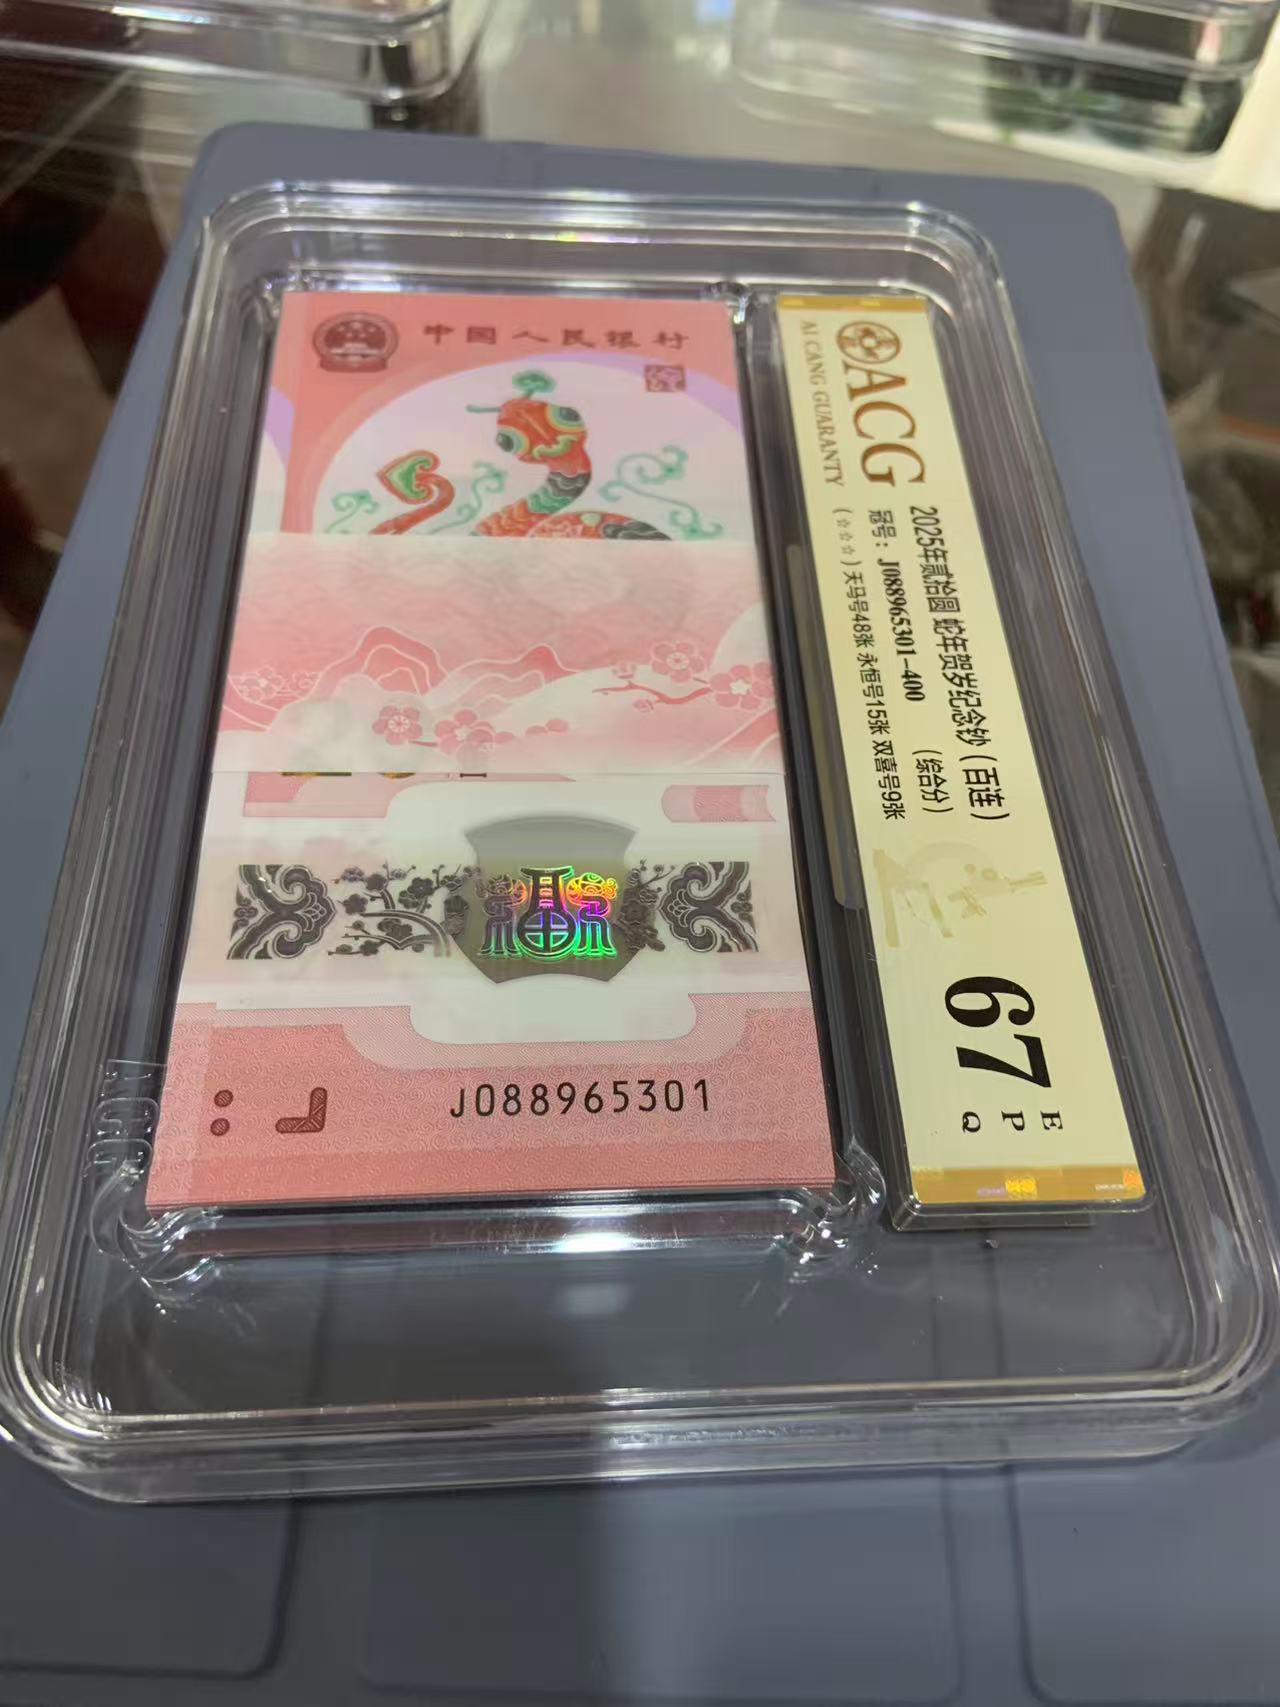 中国人民银行
J088965301
ACG
AI CANG GUARANTY
2025年贰拾圆 蛇年贺岁纪念钞（百连）
冠号：J088965301-400 （综合分）
（☆☆☆）天马号48张 永恒号15张 双喜号9张
67
E
P
Q
ACG